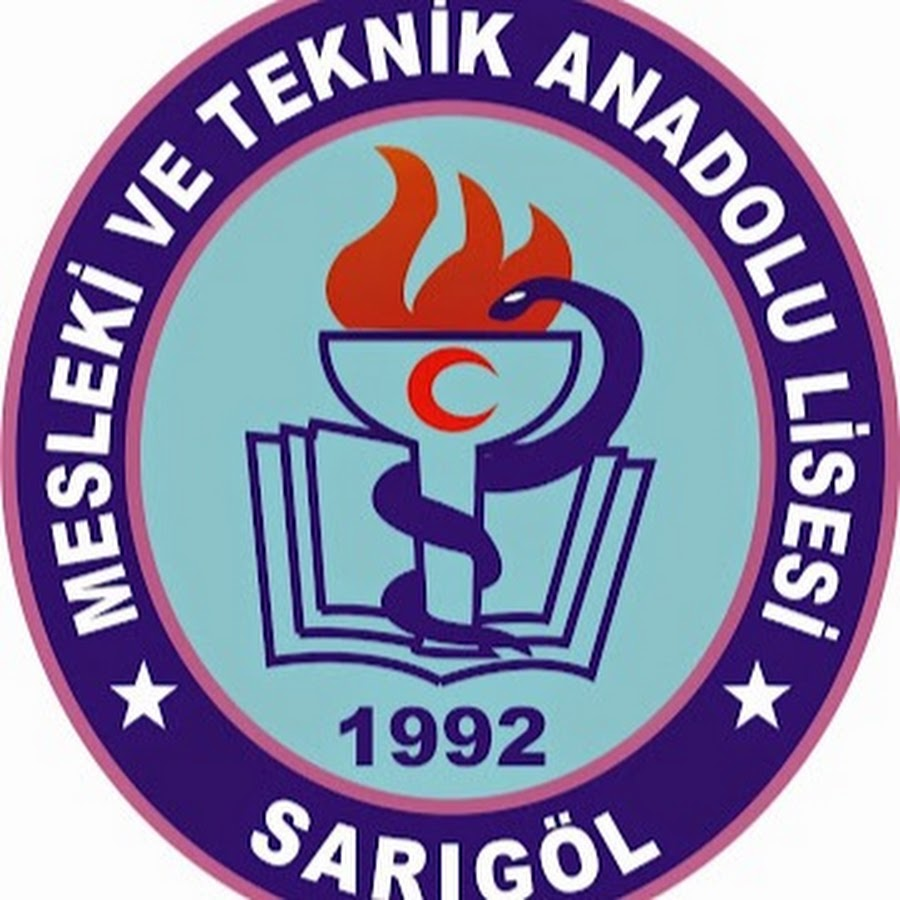 MESLEKİ VE TEKNİK ANADOLU LİSESİ
1992
SARIGÖL